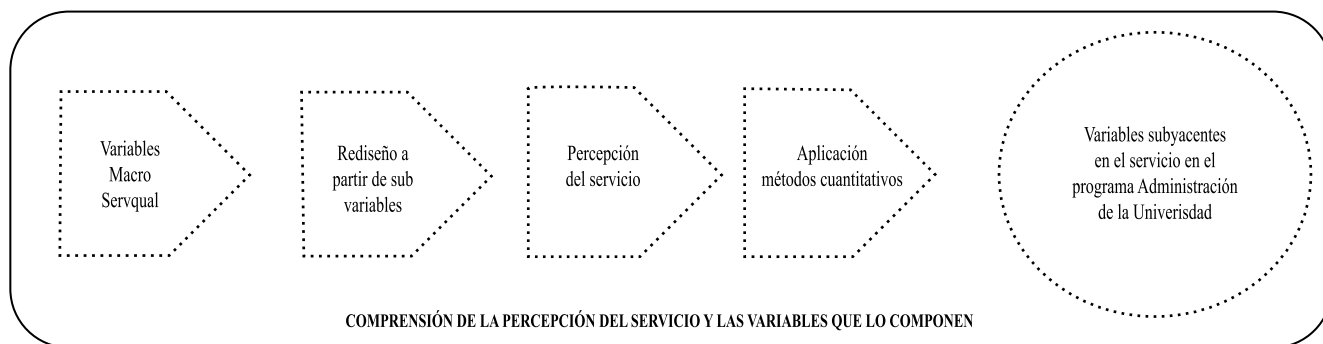 Variables
Macro
Servqual
Rediseño a
partir de sub
variables
Percepción
del servicio
Aplicación
métodos cuantitativos
Variables subyacentes
en el servicio en el
programa Administración
de la Univerisdad
COMPRENSIÓN DE LA PERCEPCIÓN DEL SERVICIO Y LAS VARIABLES QUE LO COMPONEN